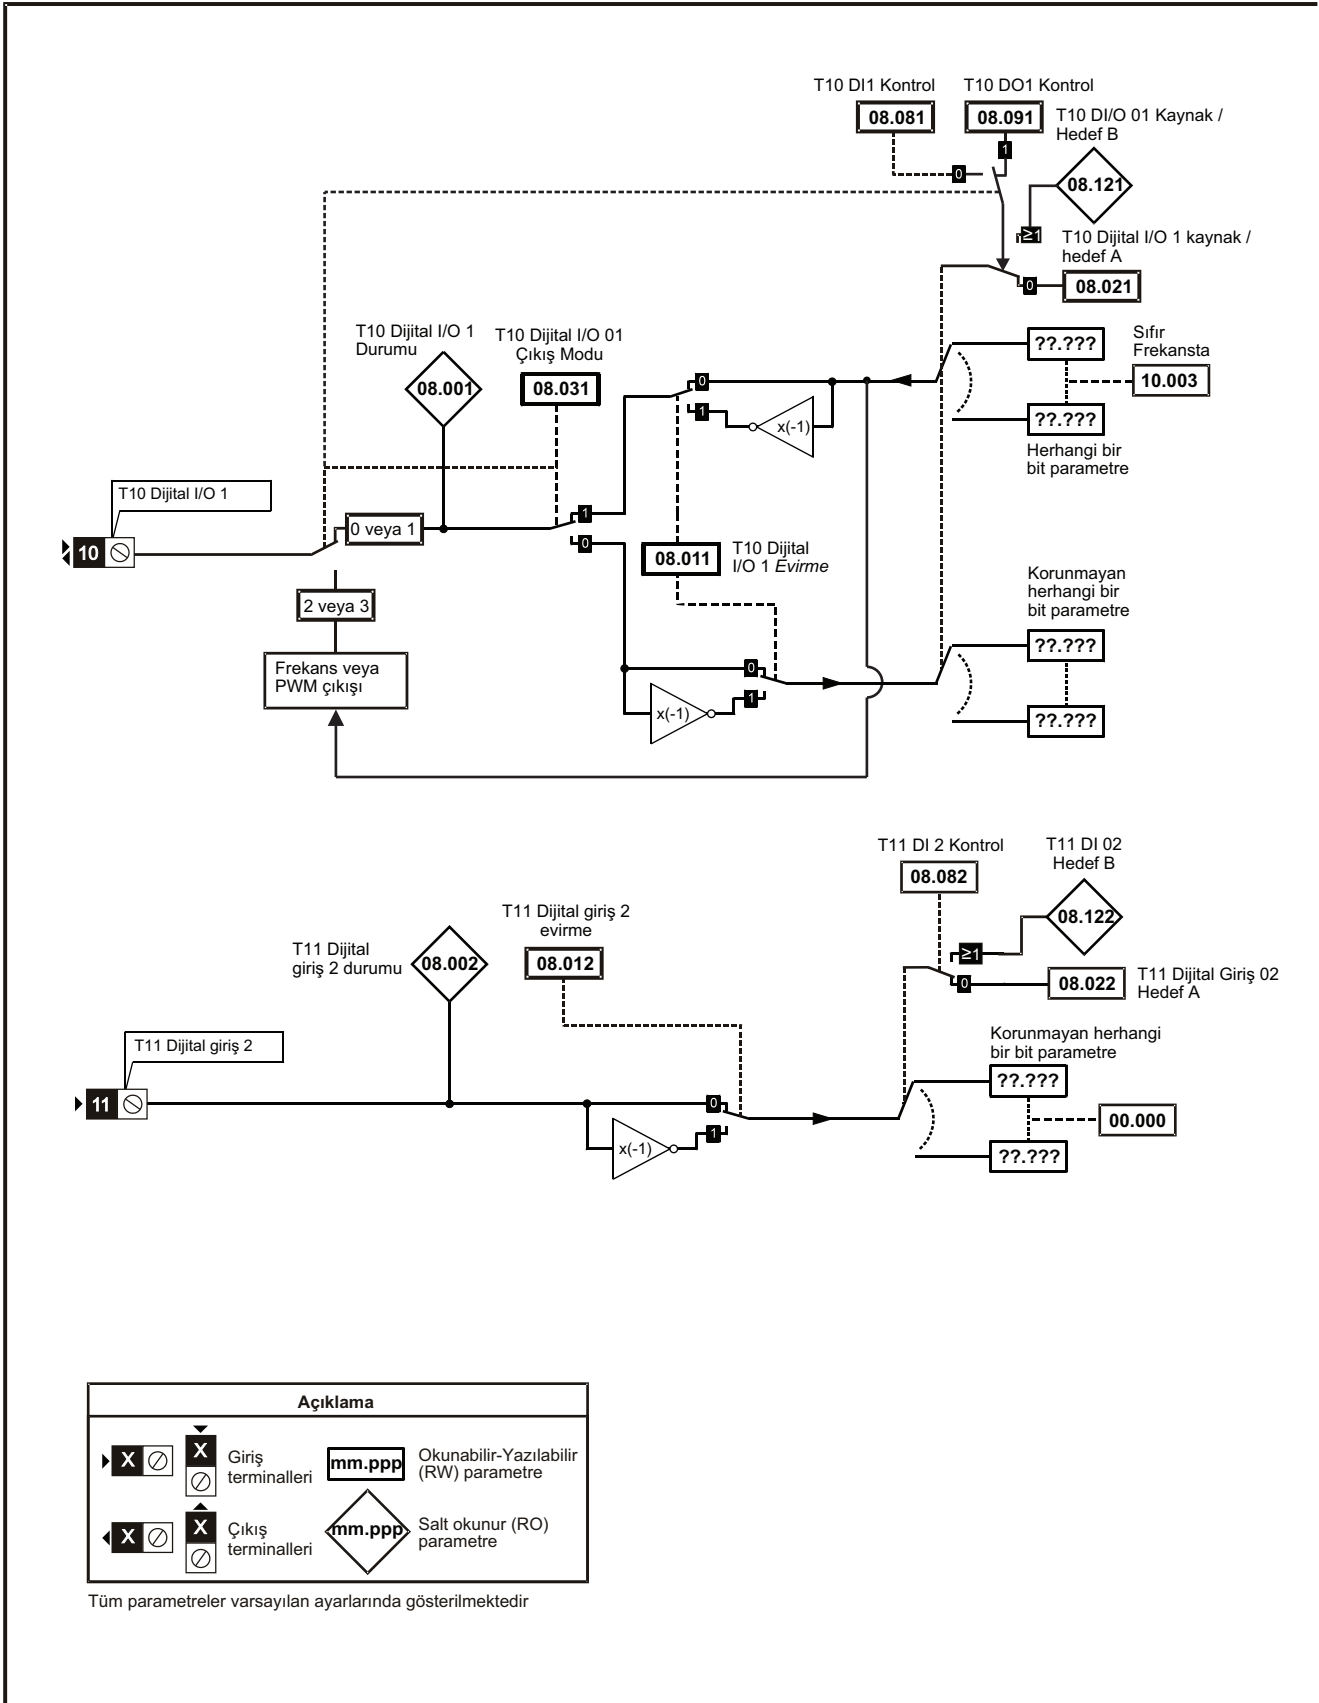 T10 DI1 Kontrol
08.081
T10 DO1 Kontrol
08.091
1
0
T10 DI/O 01 Kaynak /
Hedef B
08.121
≥1
T10 Dijital I/O 1 kaynak /
hedef A
0
08.021
T10 Dijital I/O 1
Durumu
08.001
T10 Dijital I/O 01
Çıkış Modu
08.031
0
1
x(-1)
??.???
??.???
Sıfır
Frekansta
10.003
Herhangi bir
bit parametre
T10 Dijital I/O 1
10
0 veya 1
1
0
2 veya 3
Frekans veya
PWM çıkışı
08.011
T10 Dijital
I/O 1 Evirme
0
1
x(-1)
Korunmayan
herhangi bir
bit parametre
??.???
??.???
T11 DI 2 Kontrol
08.082
T11 DI 02
Hedef B
08.122
≥1
0
08.022
T11 Dijital Giriş 02
Hedef A
T11 Dijital
giriş 2 durumu
08.002
T11 Dijital giriş 2
evirme
08.012
T11 Dijital giriş 2
11
0
1
x(-1)
Korunmayan herhangi
bir bit parametre
??.???
??.???
00.000
Açıklama
X
X
Giriş
terminalleri
mm.ppp
Okunabilir-Yazılabilir
(RW) parametre
X
X
Çıkış
terminalleri
mm.ppp
Salt okunur (RO)
parametre
Tüm parametreler varsayılan ayarlarında gösterilmektedir